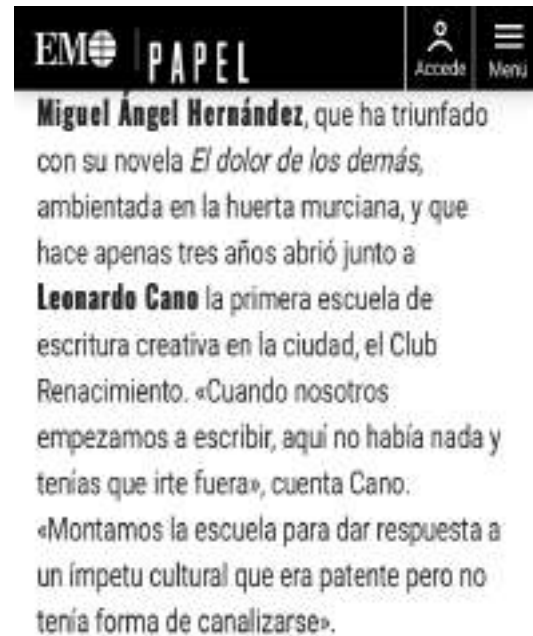 EM PAPEL Accede Menú
Miguel Ángel Hernández, que ha triunfado
con su novela El dolor de los demás,
ambientada en la huerta murciana, y que
hace apenas tres años abrió junto a
Leonardo Cano la primera escuela de
escritura creativa en la ciudad, el Club
Renacimiento. «Cuando nosotros
empezamos a escribir, aquí no había nada y
tenías que irte fuera», cuenta Cano.
«Montamos la escuela para dar respuesta a
un ímpetu cultural que era patente pero no
tenía forma de canalizarse».